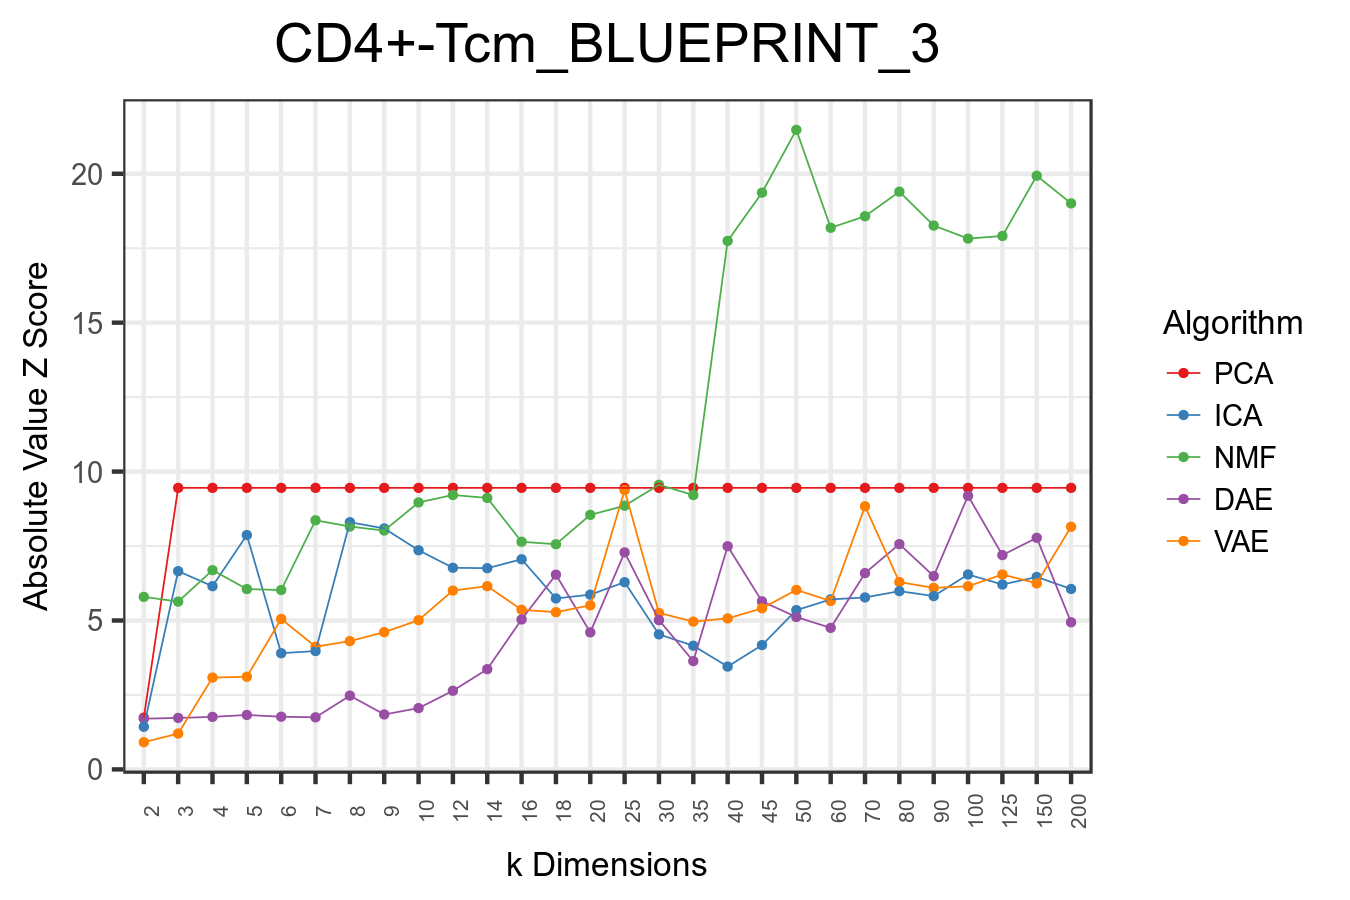 CD4+-Tcm_BLUEPRINT_3
Absolute Value Z Score
20
15
10
5
0
2 3 4 5 6 7 8 9 10 12 14 16 18 20 25 30 35 40 45 50 60 70 80 90 100 125 150 200
k Dimensions
Algorithm
PCA
ICA
NMF
DAE
VAE